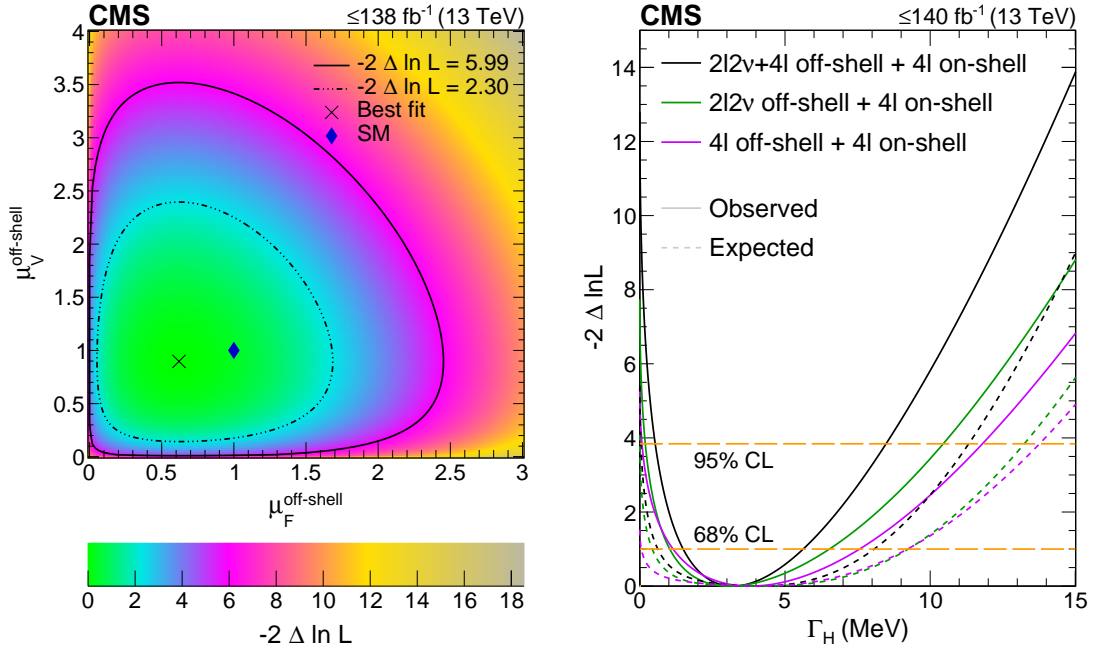 CMS ≤138 fb⁻¹ (13 TeV)
4
3.5
3
2.5
2
1.5
1
0.5
0
μ_V^off-shell
-2 Δ ln L = 5.99
-2 Δ ln L = 2.30
Best fit
SM
0 0.5 1 1.5 2 2.5 3
μ_F^off-shell
0 2 4 6 8 10 12 14 16 18
-2 Δ ln L
CMS ≤140 fb⁻¹ (13 TeV)
14
12
10
8
6
4
2
0
-2 Δ lnL
2l2ν+4l off-shell + 4l on-shell
2l2ν off-shell + 4l on-shell
4l off-shell + 4l on-shell
Observed
Expected
95% CL
68% CL
0 5 10 15
Γ_H (MeV)